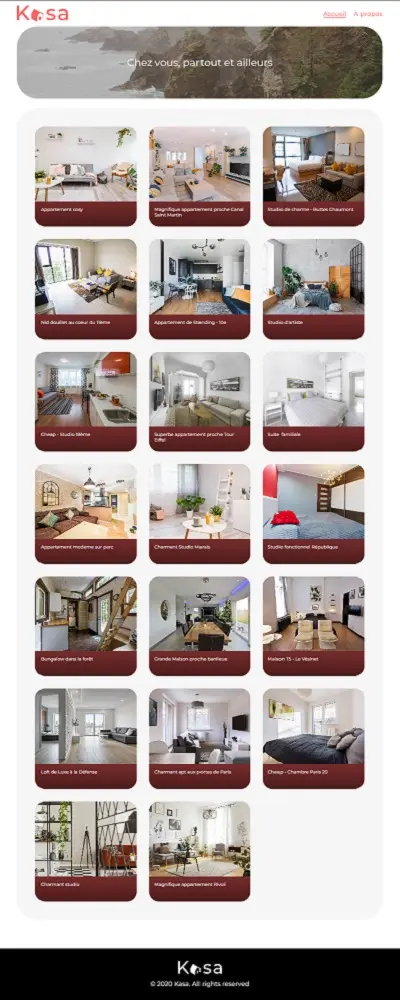 Kasa
Accueil A propos
Chez vous, partout et ailleurs
Appartement cosy
Magnifique appartement proche Canal
Saint Martin
Studio de charme - Buttes Chaumont
Nid douillet au coeur du 11ème
Appartement de Standing - 10e
Studio d'artiste
Cheap - Studio 18ème
Superbe appartement proche Tour
Eiffel
Suite familiale
Appartement moderne sur parc
Charmant Studio Marais
Studio fonctionnel République
Bungalow dans la forêt
Grande Maison proche banlieue
Maison T5 - Le Vésinet
Loft de Luxe à la Défense
Charmant apt aux portes de Paris
Cheap - Chambre Paris 20
Charmant studio
Magnifique appartement Rivol
Kasa
© 2020 Kasa. All rights reserved